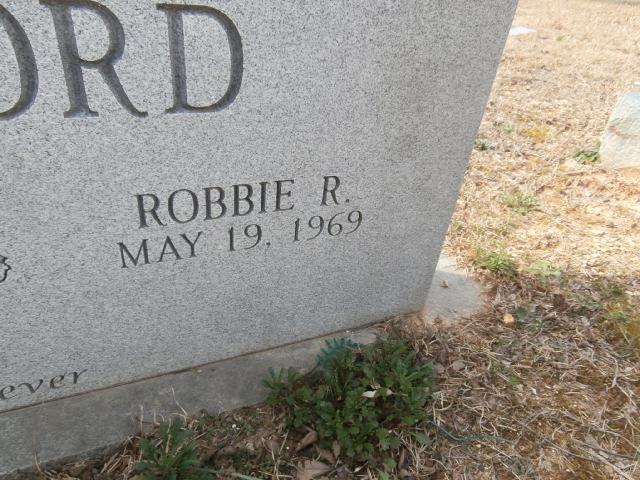 ORD
ROBBIE R.
MAY 19, 1969
ever